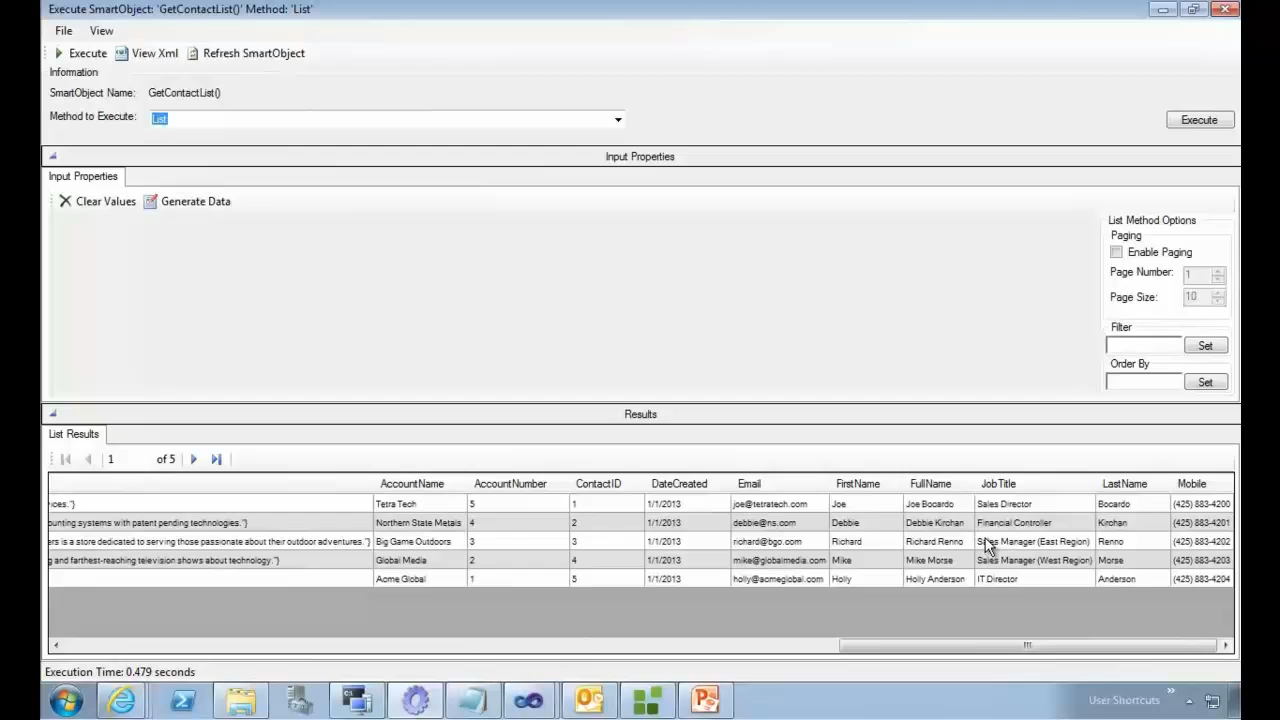 Execute SmartObject: 'GetContactList()' Method: 'List'
File View
Execute View Xml Refresh SmartObject
Information
SmartObject Name: GetContactList()
Method to Execute: List
Execute
Input Properties
Input Properties
Clear Values Generate Data
List Method Options
Paging
Enable Paging
Page Number: 1
Page Size: 10
Filter
Set
Order By
Set
Results
List Results
1 of 5
AccountName AccountNumber ContactID DateCreated Email FirstName FullName JobTitle LastName Mobile
vices."} Tetra Tech 5 1 1/1/2013 joe@tetratech.com Joe Joe Bocardo Sales Director Bocardo (425) 883-4200
ounting systems with patent pending technologies."} Northern State Metals 4 2 1/1/2013 debbie@ns.com Debbie Debbie Kirohan Financial Controller Kirohan (425) 883-4201
ers is a store dedicated to serving those passionate about their outdoor adventures."} Big Game Outdoors 3 3 1/1/2013 richard@bgo.com Richard Richard Renno Sales Manager (East Region) Renno (425) 883-4202
g and farthest-reaching television shows about technology."} Global Media 2 4 1/1/2013 mike@globalmedia.com Mike Mike Morse Sales Manager (West Region) Morse (425) 883-4203
Acme Global 1 5 1/1/2013 holly@acmeglobal.com Holly Holly Anderson IT Director Anderson (425) 883-4204
Execution Time: 0.479 seconds
User Shortcuts